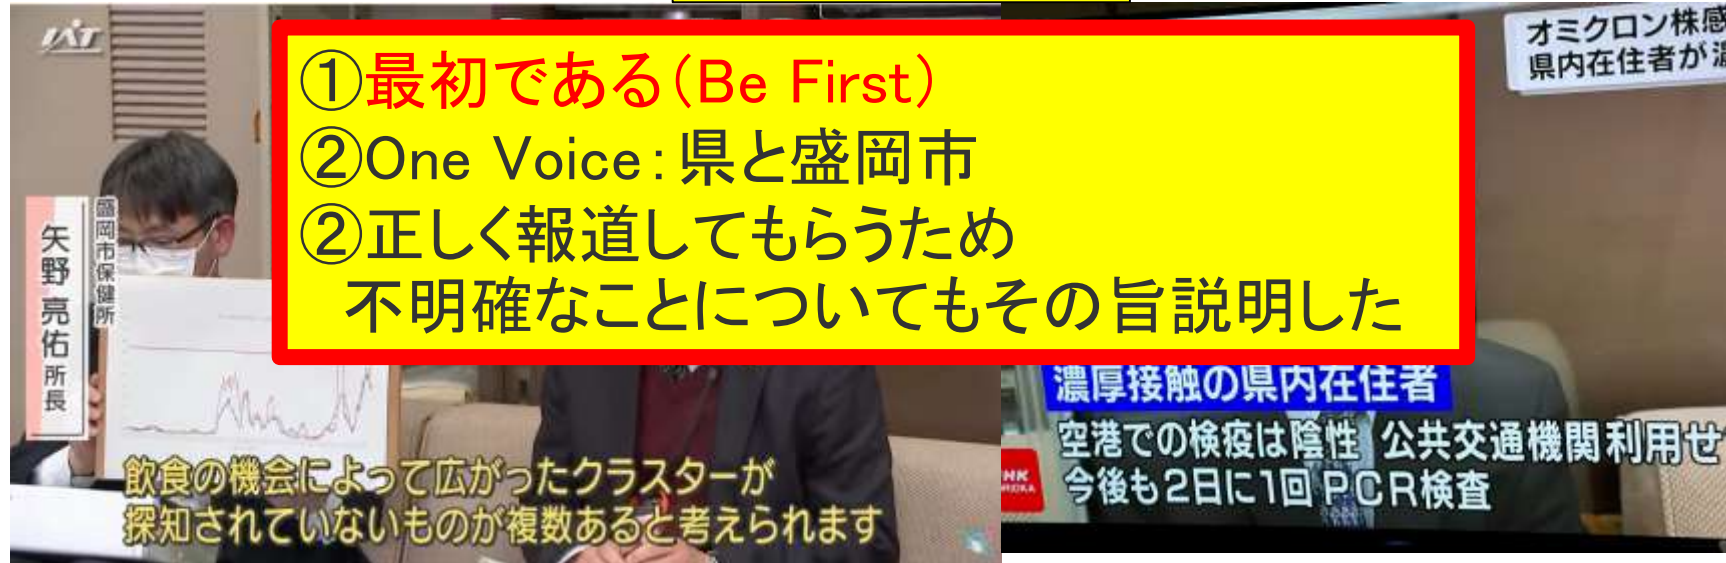 IAT
①最初である(Be First)
②One Voice:県と盛岡市
②正しく報道してもらうため
不明確なことについてもその旨説明した
盛岡市保健所
矢野 亮佑 所長
飲食の機会によって広がったクラスターが
探知されていないものが複数あると考えられます
オミクロン株感
県内在住者が濃
濃厚接触の県内在住者
空港での検疫は陰性 公共交通機関利用せ
今後も2日に1回PCR検査
NHK